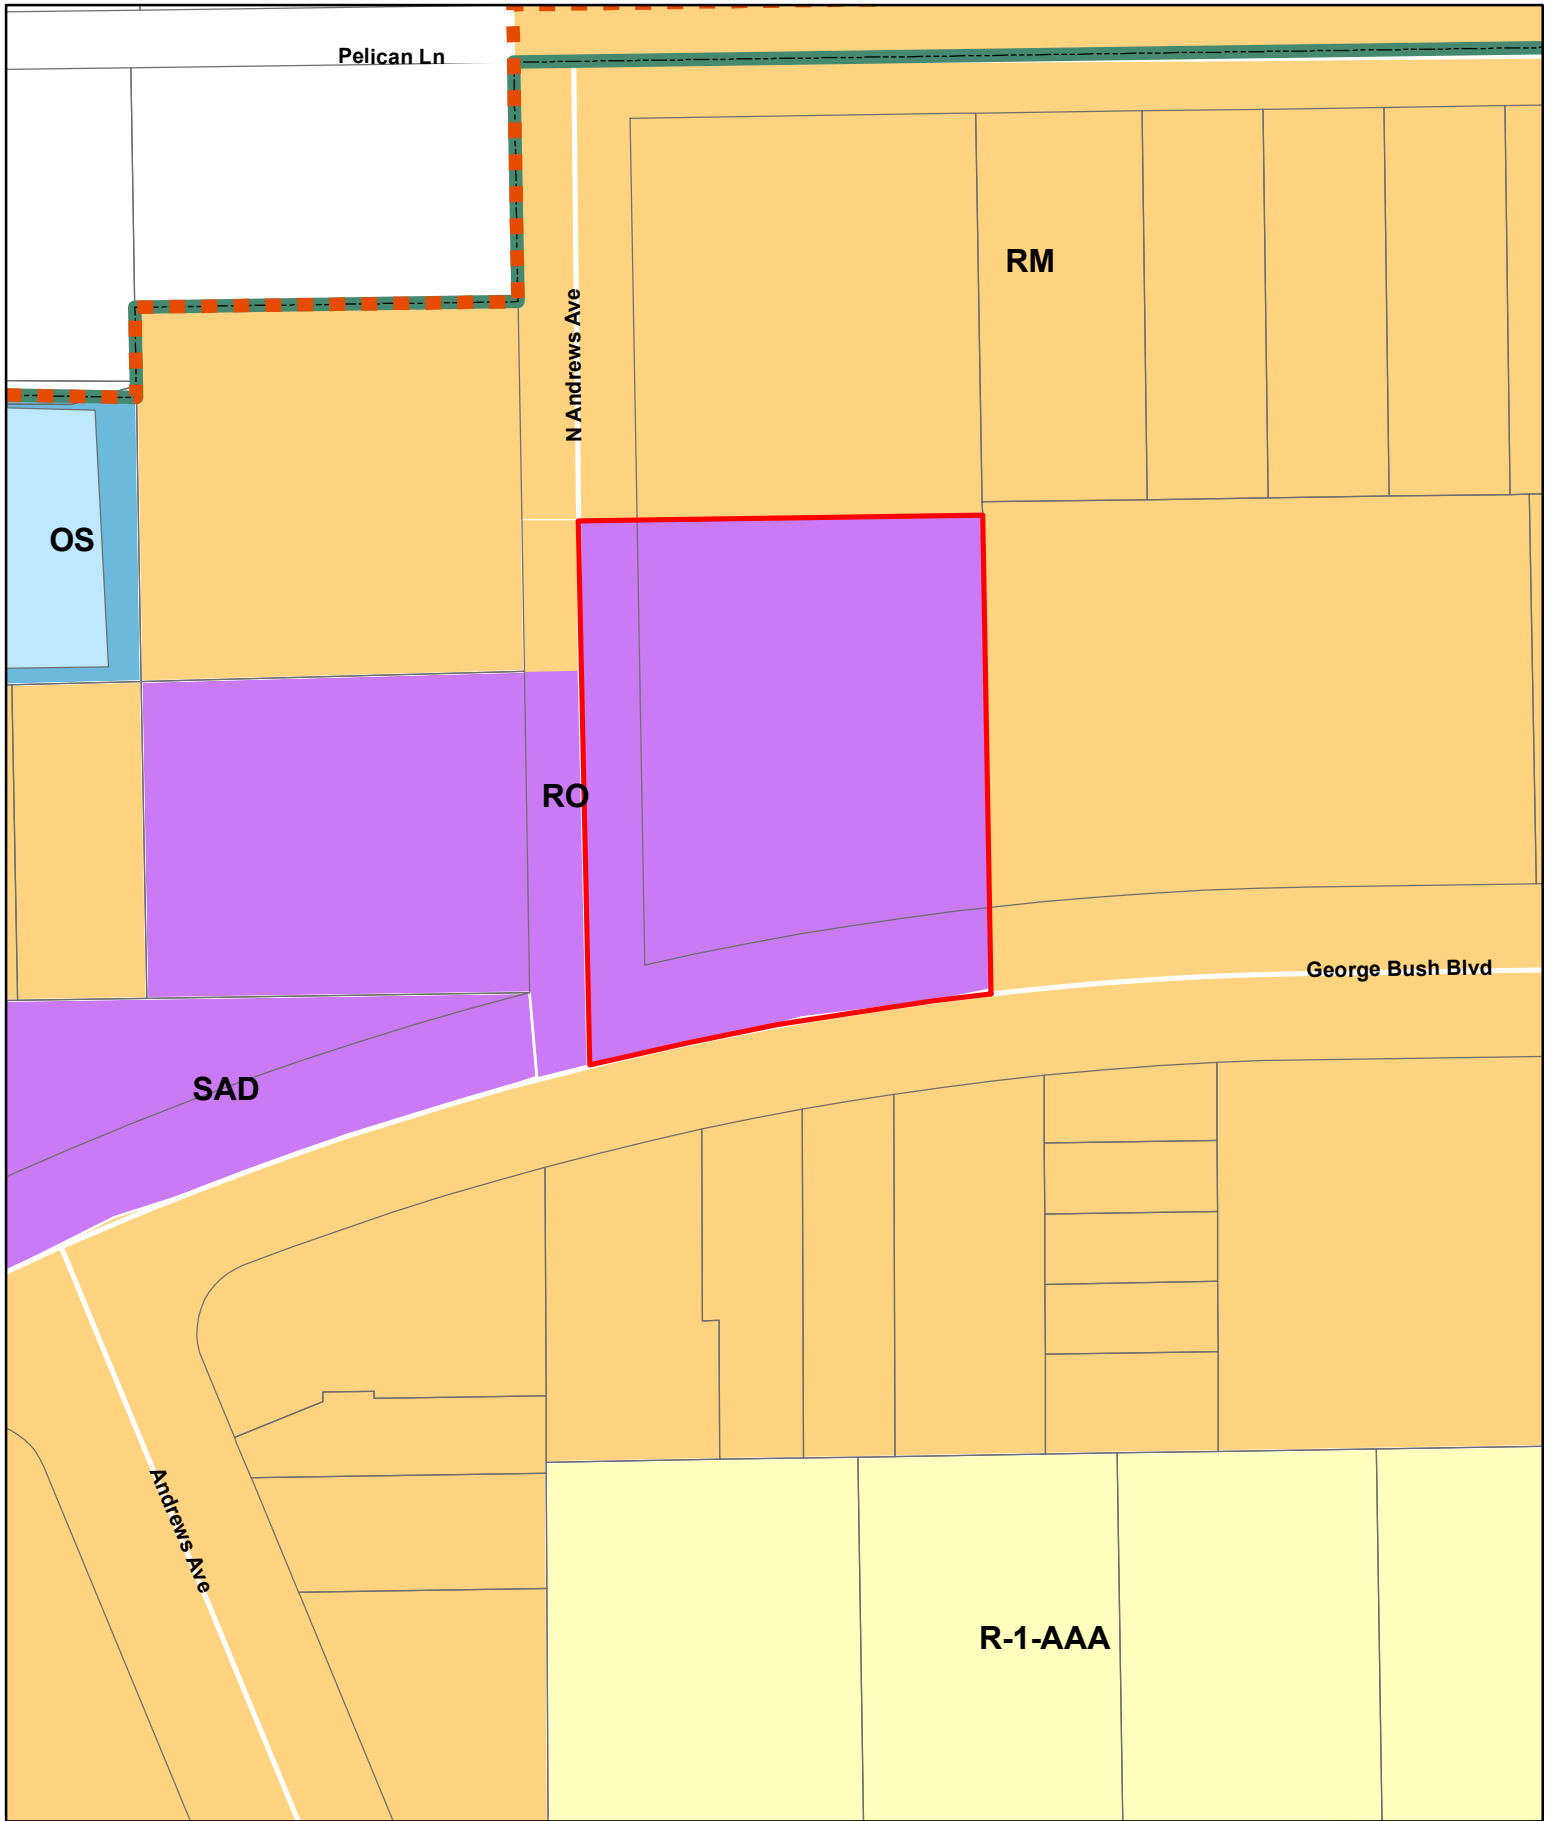 Pelican Ln
RM
N Andrews Ave
OS
RO
George Bush Blvd
SAD
Andrews Ave
R-1-AAA